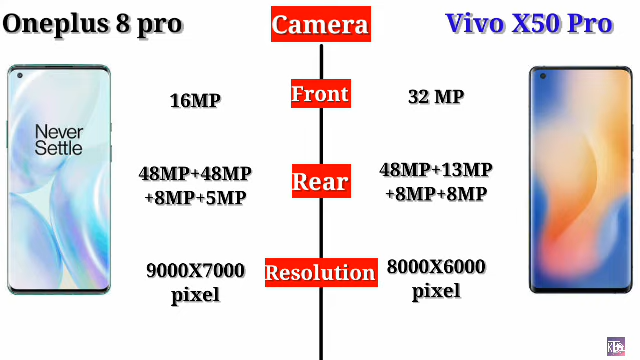 Oneplus 8 pro
Camera
Vivo X50 Pro
16MP
Front
32 MP
Never
Settle
48MP+48MP
+8MP+5MP
Rear
48MP+13MP
+8MP+8MP
9000X7000
pixel
Resolution
8000X6000
pixel